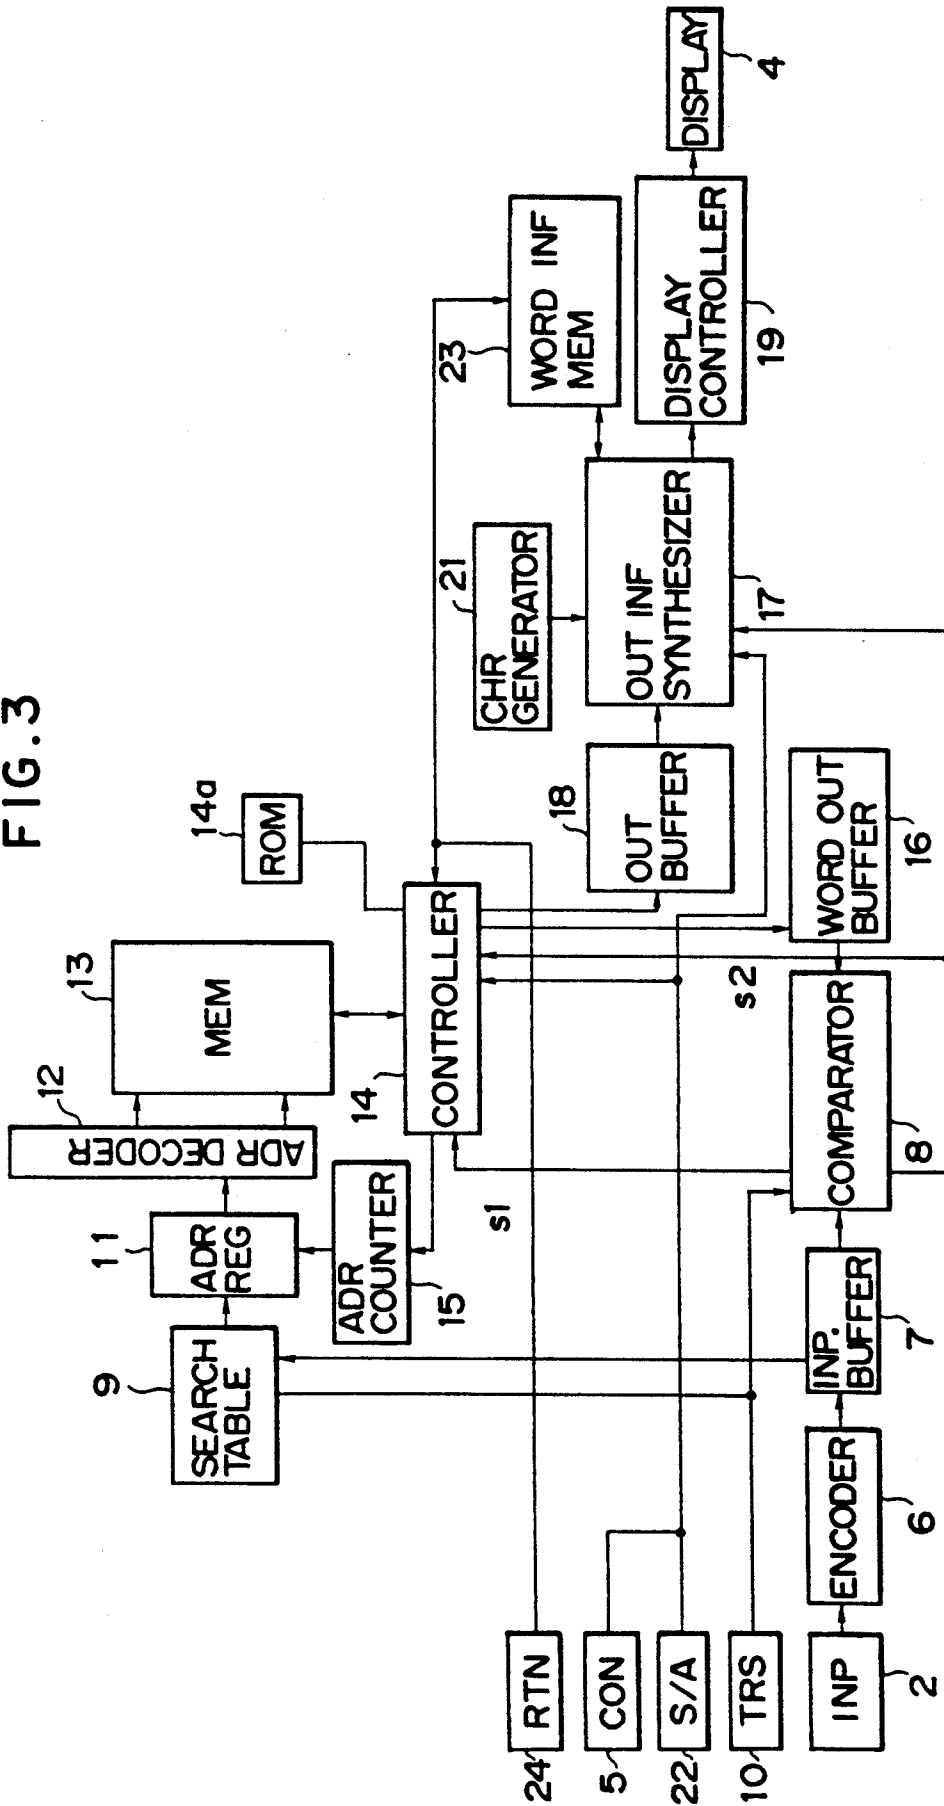 FIG.3
RTN
24
CON
5
S/A
22
TRS
10
INP
2
ENCODER
6
INP.
BUFFER
7
SEARCH
TABLE
9
ADR
REG
11
ADR DECODER
12
MEM
13
ADR
COUNTER
15
CONTROLLER
14
ROM
14a
s1
s2
COMPARATOR
8
WORD OUT
BUFFER
16
OUT
BUFFER
18
CHR
GENERATOR
21
OUT INF
SYNTHESIZER
17
WORD INF
MEM
23
DISPLAY
CONTROLLER
19
DISPLAY
4